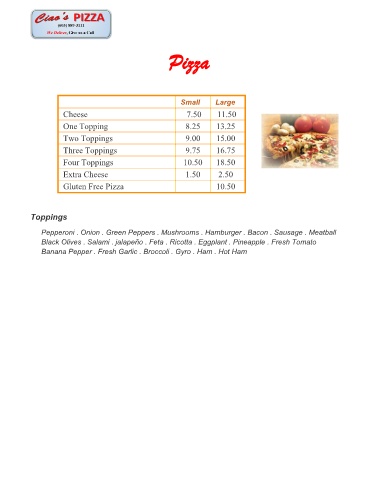 Ciao's PIZZA
We Deliver, Give us a Call
Pizza
Small Large
Cheese 7.50 11.50
One Topping 8.25 13.25
Two Toppings 9.00 15.00
Three Toppings 9.75 16.75
Four Toppings 10.50 18.50
Extra Cheese 1.50 2.50
Gluten Free Pizza 10.50
Toppings
Pepperoni . Onion . Green Peppers . Mushrooms . Hamburger . Bacon . Sausage . Meatball
Black Olives . Salami . jalapeño . Feta . Ricotta . Eggplant . Pineapple . Fresh Tomato
Banana Pepper . Fresh Garlic . Broccoli . Gyro . Ham . Hot Ham